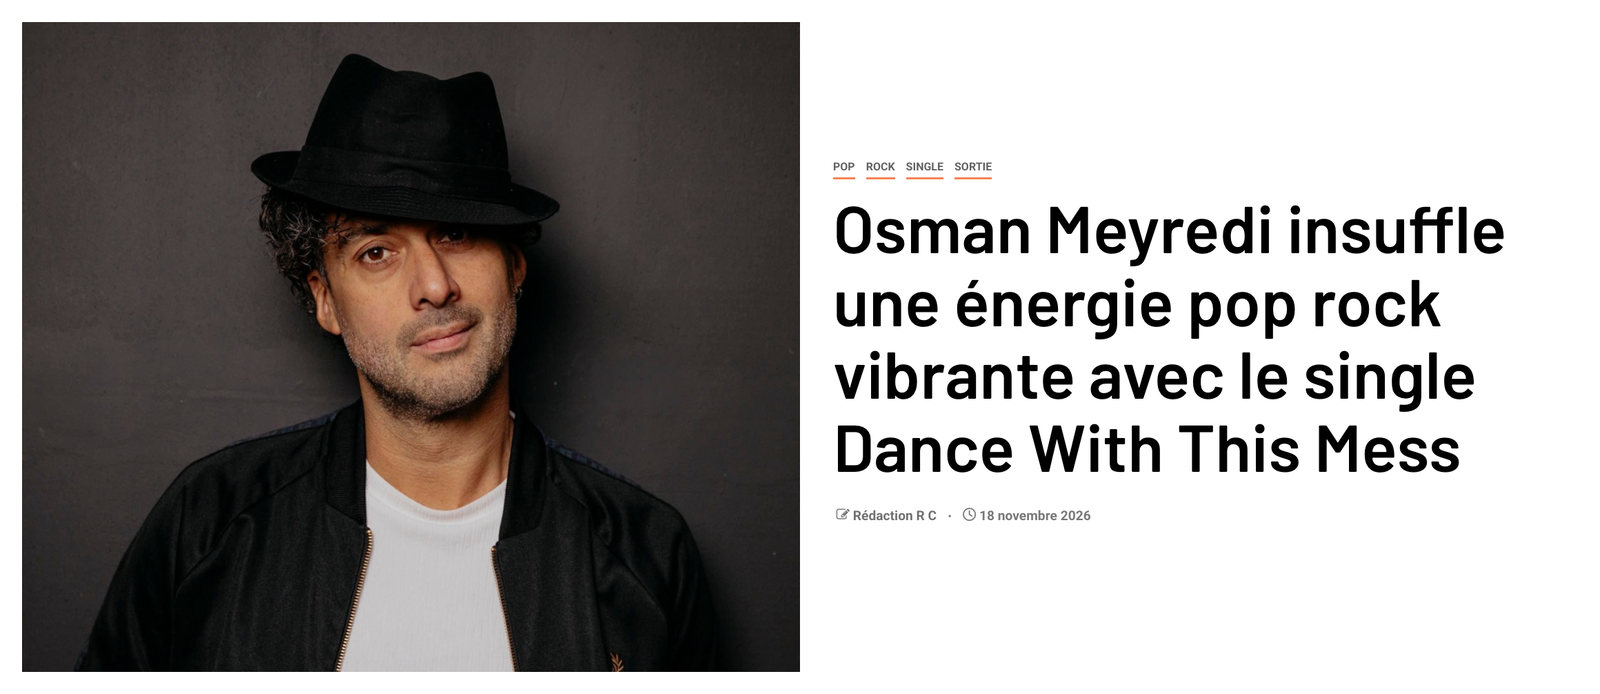 POP ROCK SINGLE SORTIE
Osman Meyredi insuffle
une énergie pop rock
vibrante avec le single
Dance With This Mess
Rédaction R C · 18 novembre 2026